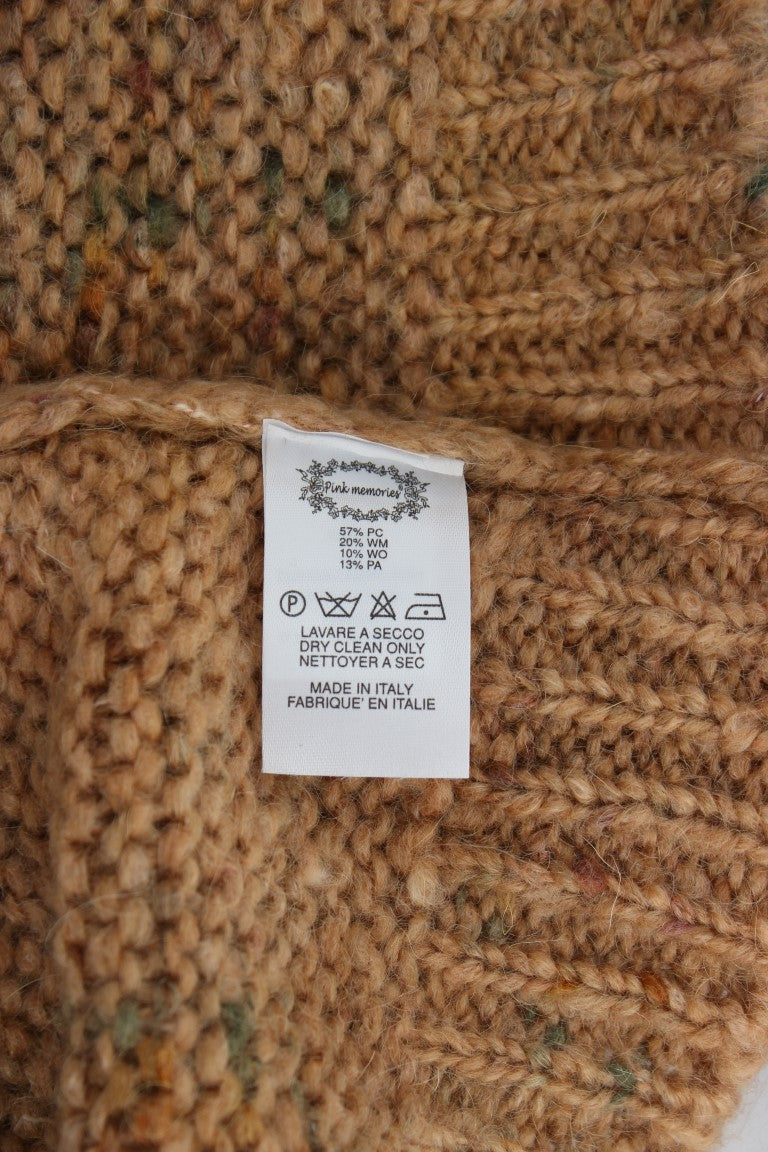 Pink memories
57% PC
20% WM
10% WO
13% PA
P
LAVARE A SECCO
DRY CLEAN ONLY
NETTOYER A SEC
MADE IN ITALY
FABRIQUE' EN ITALIE